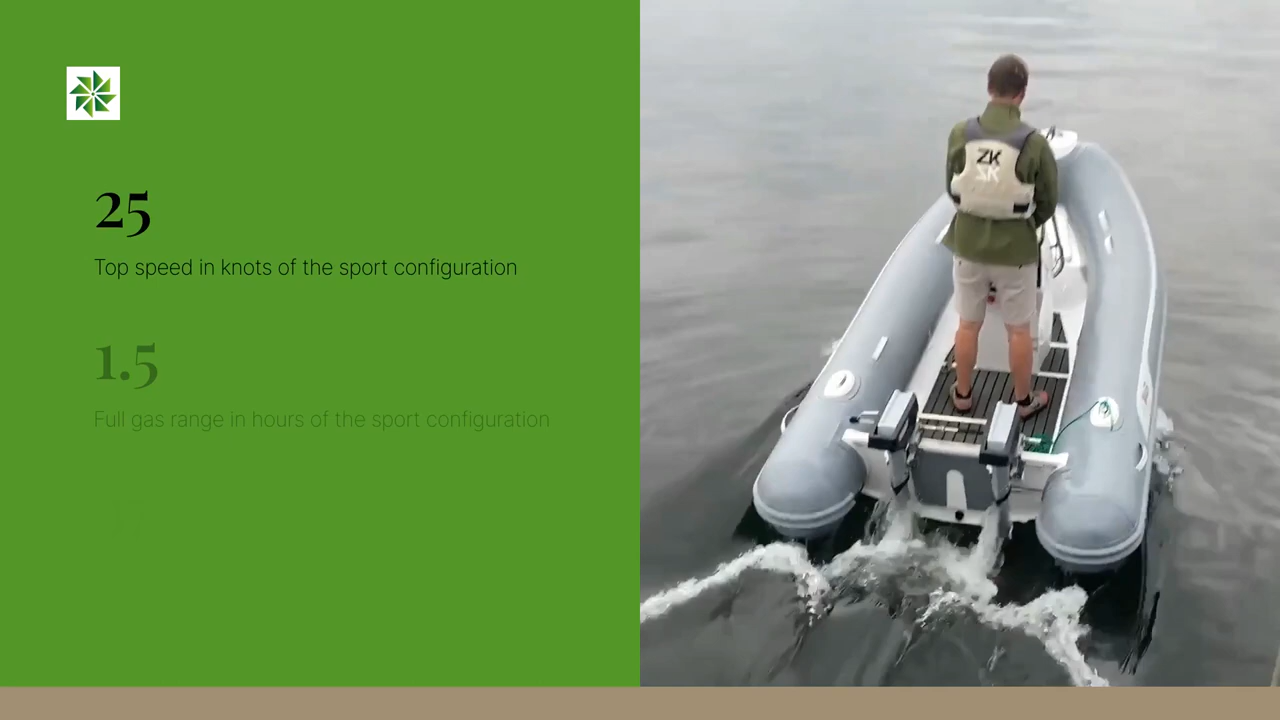 25
Top speed in knots of the sport configuration
1.5
Full gas range in hours of the sport configuration
ZK